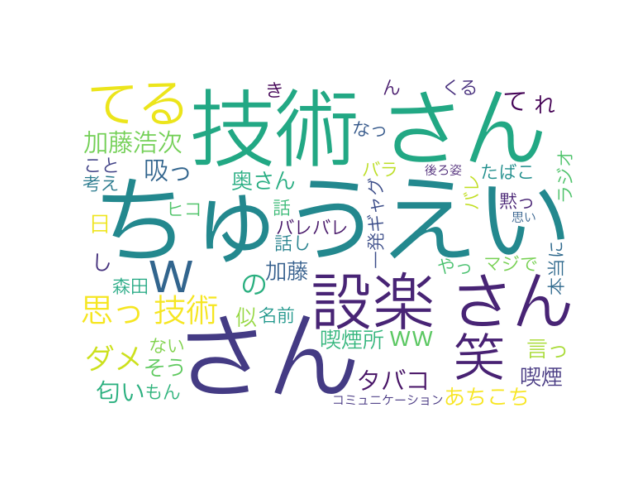 てる
技術 さん
き
ん
くる
て れ
加藤浩次
なっ
こと
吸っ
奥さん
バラ
後ろ姿
たばこ
ラジオ
考え
ちゅうえい
ヒコ
話
一発ギャグ
バレ
黙っ
思い
日
バレバレ
話し
本当に
し
w
加藤
の
やっ
マジで
森田
設楽 さん
思っ 技術
似
名前
さん
喫煙所
ww
笑
言っ
ダメ
ない
そう
タバコ
喫煙
匂い
もん
コミュニケーション
あちこち